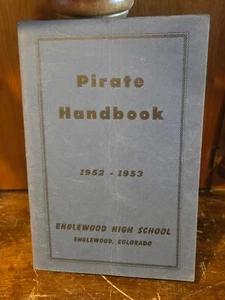 Pirate
Handbook
1952 - 1953
ENGLEWOOD HIGH SCHOOL
ENGLEWOOD, COLORADO